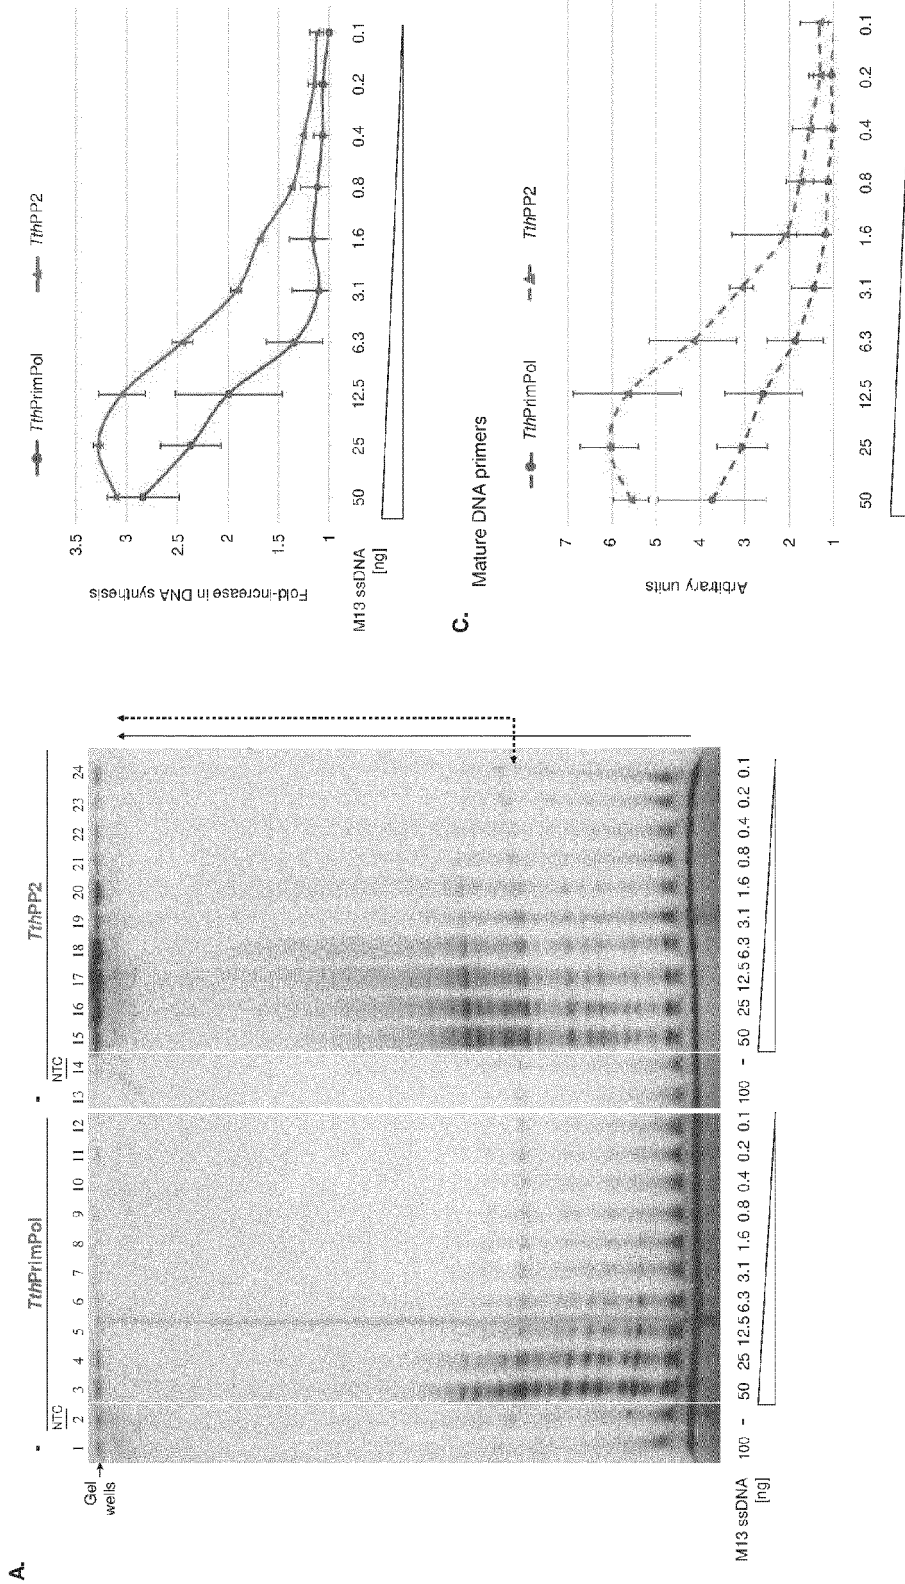 A.
TthPrimPol
TthPP2
- NTC - NTC
1 2 3 4 5 6 7 8 9 10 11 12 13 14 15 16 17 18 19 20 21 22 23 24
Gel wells
M13 ssDNA [ng]
100 - 50 25 12.5 6.3 3.1 1.6 0.8 0.4 0.2 0.1 100 - 50 25 12.5 6.3 3.1 1.6 0.8 0.4 0.2 0.1
TthPrimPol TthPP2
Fold-increase in DNA synthesis
3.5
3
2.5
2
1.5
1
50 25 12.5 6.3 3.1 1.6 0.8 0.4 0.2 0.1
M13 ssDNA [ng]
C.
Mature DNA primers
TthPrimPol TthPP2
Arbitrary units
7
6
5
4
3
2
1
50 25 12.5 6.3 3.1 1.6 0.8 0.4 0.2 0.1